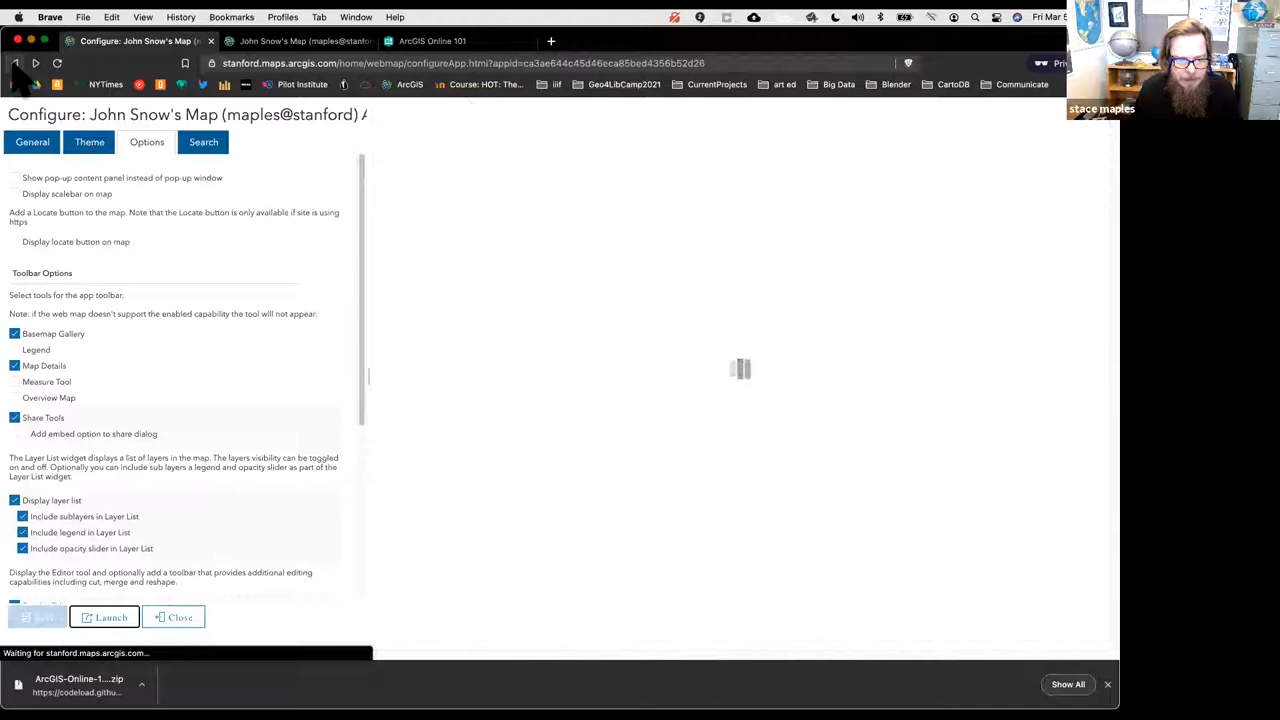 Brave File Edit View History Bookmarks Profiles Tab Window Help Fri Mar 5
Configure: John Snow's Map ( John Snow's Map (maples@stanfor ArcGIS Online 101
stanford.maps.arcgis.com/home/webmap/configureApp.html?appid=ca3ae644c45d46eca85bed4356b52d26 Pri
NYTimes Pilot Institute ArcGIS Course: HOT: The... iiif Geo4LibCamp2021 CurrentProjects art ed Big Data Blender CartoDB Communicate
stace maples
Configure: John Snow's Map (maples@stanford) A
General Theme Options Search
Show pop-up content panel instead of pop-up window
Display scalebar on map
Add a Locate button to the map. Note that the Locate button is only available if site is using
https
Display locate button on map
Toolbar Options
Select tools for the app toolbar.
Note: if the web map doesn't support the enabled capability the tool will not appear.
Basemap Gallery
Legend
Map Details
Measure Tool
Overview Map
Share Tools
Add embed option to share dialog
The Layer List widget displays a list of layers in the map. The layers visibility can be toggled
on and off. Optionally you can include sub layers a legend and opacity slider as part of the
Layer List widget.
Display layer list
Include sublayers in Layer List
Include legend in Layer List
Include opacity slider in Layer List
Display the Editor tool and optionally add a toolbar that provides additional editing
capabilities including cut, merge and reshape.
Launch Close
Waiting for stanford.maps.arcgis.com...
ArcGIS-Online-1....zip
https://codeload.githu... Show All